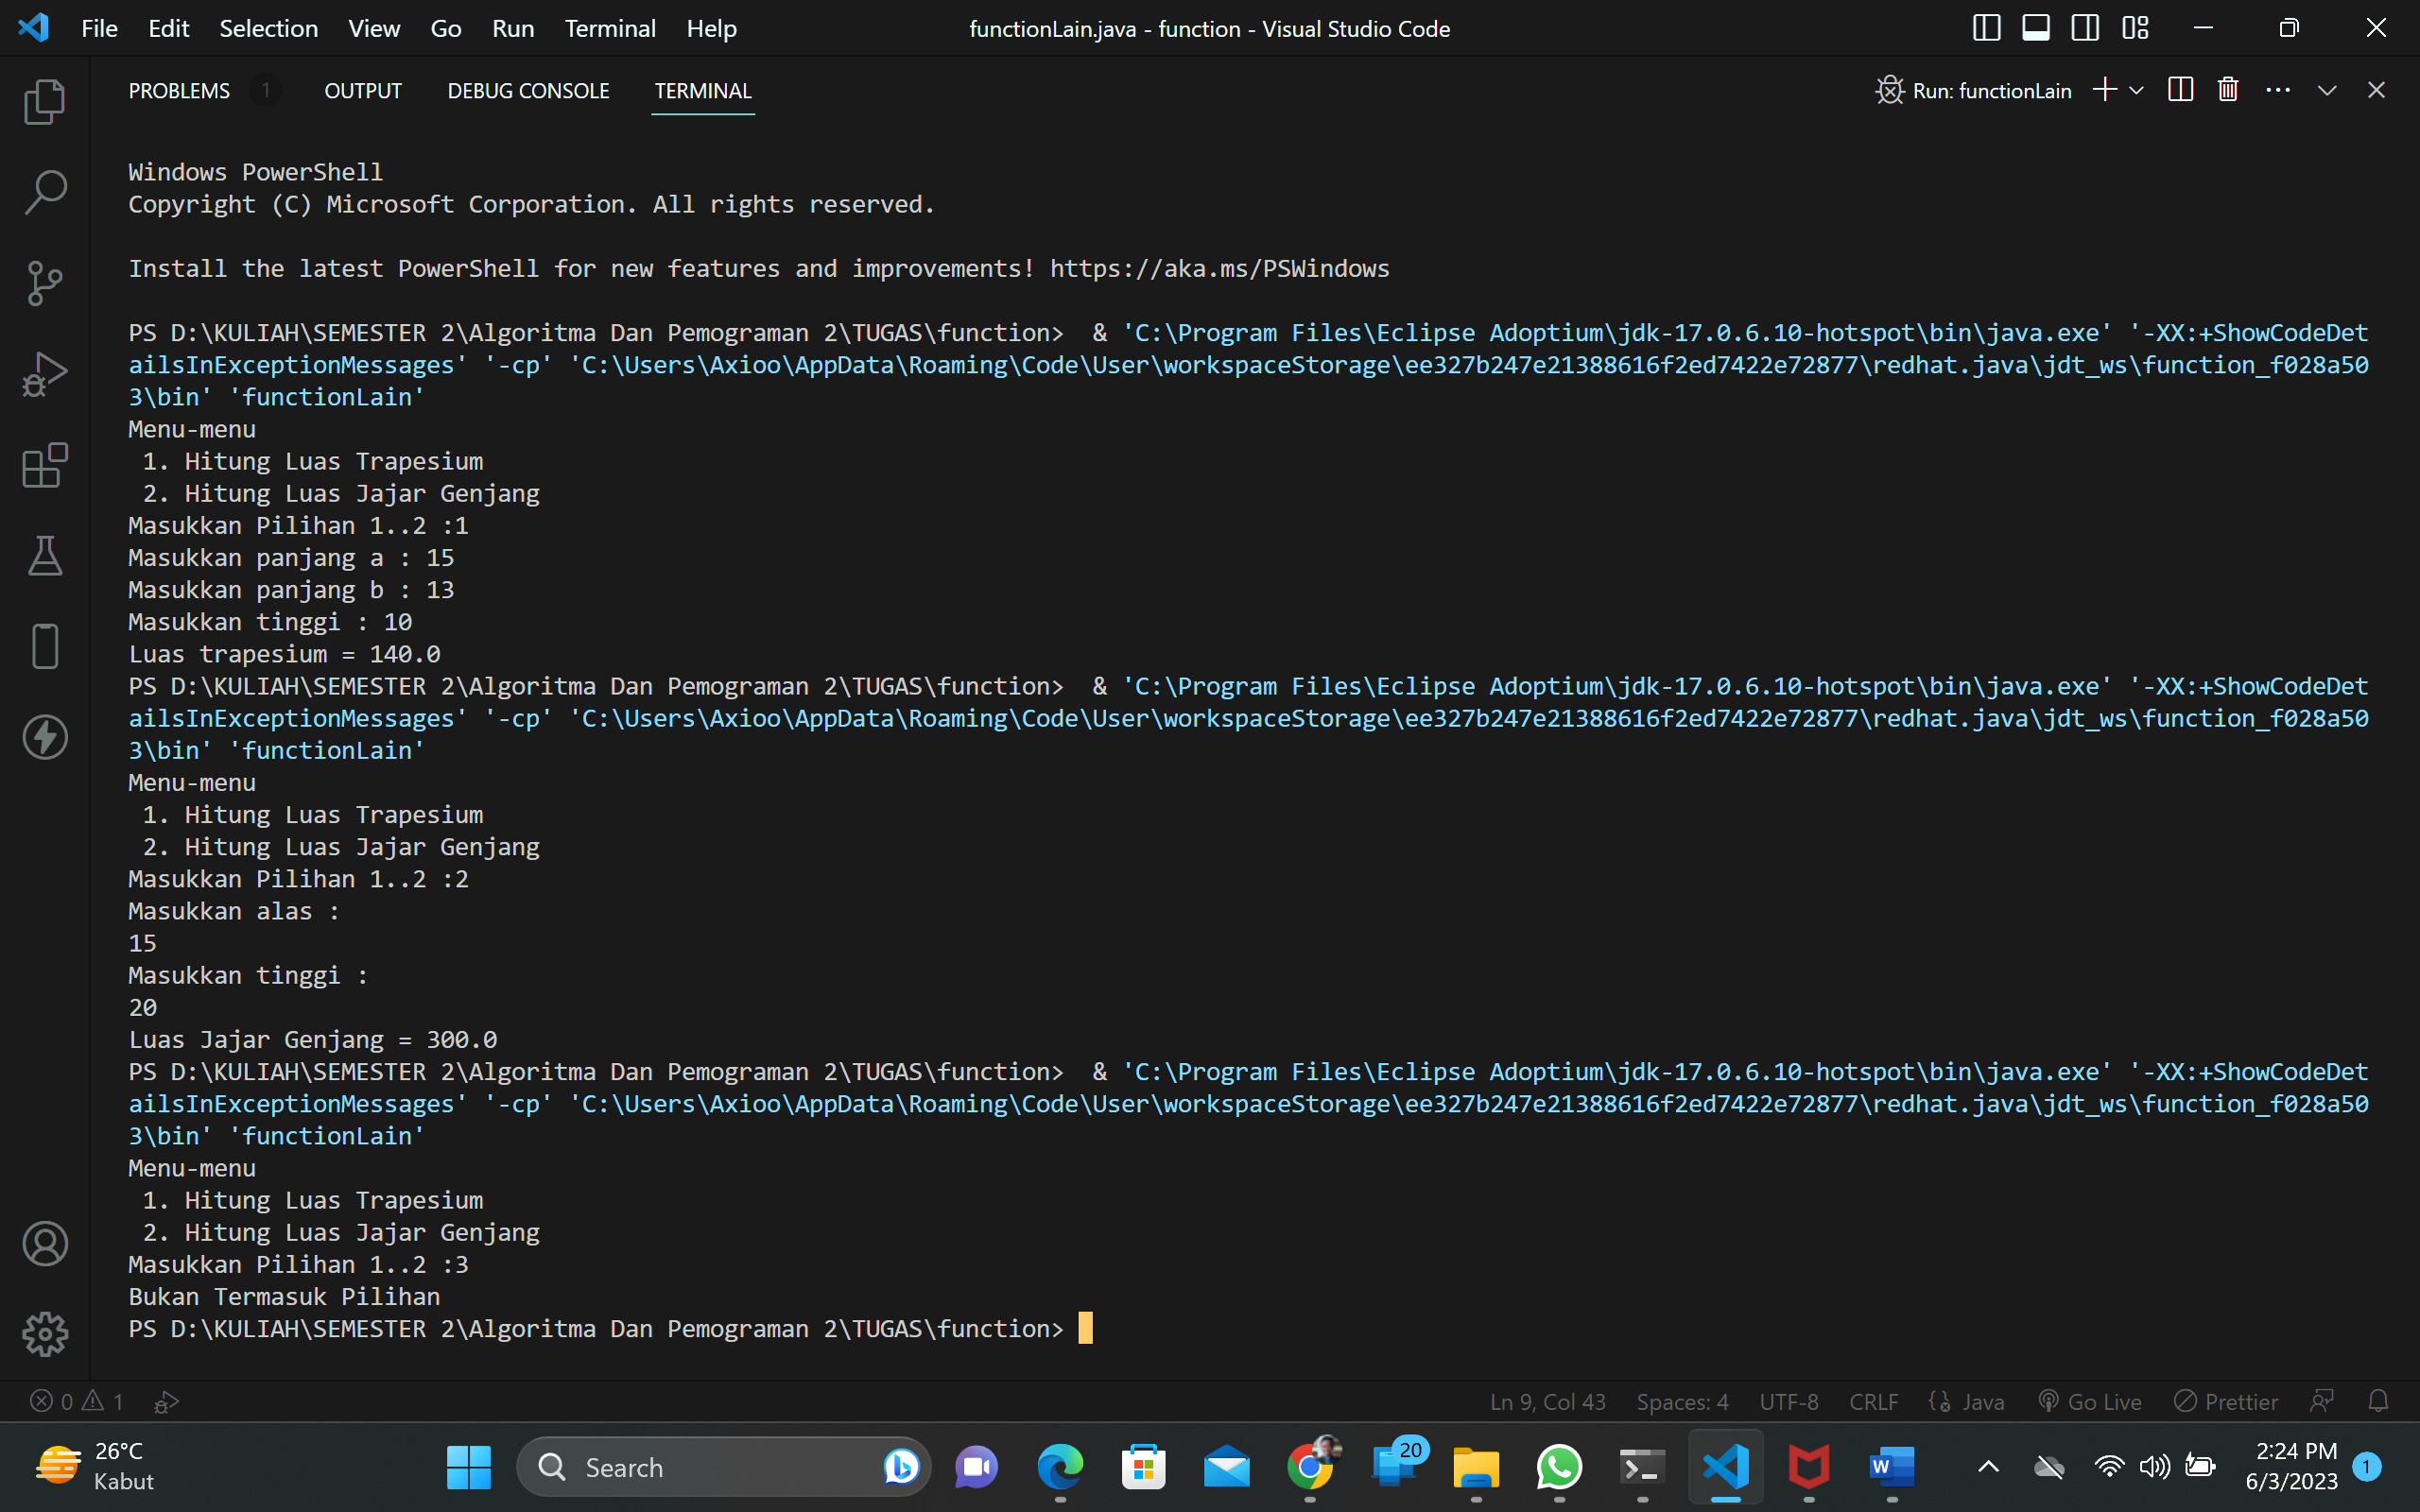 File Edit Selection View Go Run Terminal Help functionLain.java - function - Visual Studio Code
PROBLEMS 1 OUTPUT DEBUG CONSOLE TERMINAL Run: functionLain
Windows PowerShell
Copyright (C) Microsoft Corporation. All rights reserved.
Install the latest PowerShell for new features and improvements! https://aka.ms/PSWindows
PS D:\KULIAH\SEMESTER 2\Algoritma Dan Pemograman 2\TUGAS\function>  & 'C:\Program Files\Eclipse Adoptium\jdk-17.0.6.10-hotspot\bin\java.exe' '-XX:+ShowCodeDet
ailsInExceptionMessages' '-cp' 'C:\Users\Axioo\AppData\Roaming\Code\User\workspaceStorage\ee327b247e21388616f2ed7422e72877\redhat.java\jdt_ws\function_f028a50
3\bin' 'functionLain'
Menu-menu
 1. Hitung Luas Trapesium
 2. Hitung Luas Jajar Genjang
Masukkan Pilihan 1..2 :1
Masukkan panjang a : 15
Masukkan panjang b : 13
Masukkan tinggi : 10
Luas trapesium = 140.0
PS D:\KULIAH\SEMESTER 2\Algoritma Dan Pemograman 2\TUGAS\function>  & 'C:\Program Files\Eclipse Adoptium\jdk-17.0.6.10-hotspot\bin\java.exe' '-XX:+ShowCodeDet
ailsInExceptionMessages' '-cp' 'C:\Users\Axioo\AppData\Roaming\Code\User\workspaceStorage\ee327b247e21388616f2ed7422e72877\redhat.java\jdt_ws\function_f028a50
3\bin' 'functionLain'
Menu-menu
 1. Hitung Luas Trapesium
 2. Hitung Luas Jajar Genjang
Masukkan Pilihan 1..2 :2
Masukkan alas :
15
Masukkan tinggi :
20
Luas Jajar Genjang = 300.0
PS D:\KULIAH\SEMESTER 2\Algoritma Dan Pemograman 2\TUGAS\function>  & 'C:\Program Files\Eclipse Adoptium\jdk-17.0.6.10-hotspot\bin\java.exe' '-XX:+ShowCodeDet
ailsInExceptionMessages' '-cp' 'C:\Users\Axioo\AppData\Roaming\Code\User\workspaceStorage\ee327b247e21388616f2ed7422e72877\redhat.java\jdt_ws\function_f028a50
3\bin' 'functionLain'
Menu-menu
 1. Hitung Luas Trapesium
 2. Hitung Luas Jajar Genjang
Masukkan Pilihan 1..2 :3
Bukan Termasuk Pilihan
PS D:\KULIAH\SEMESTER 2\Algoritma Dan Pemograman 2\TUGAS\function>
0 1 Ln 9, Col 43 Spaces: 4 UTF-8 CRLF Java Go Live Prettier
26°C
Kabut
Search
20
W
2:24 PM
6/3/2023
1